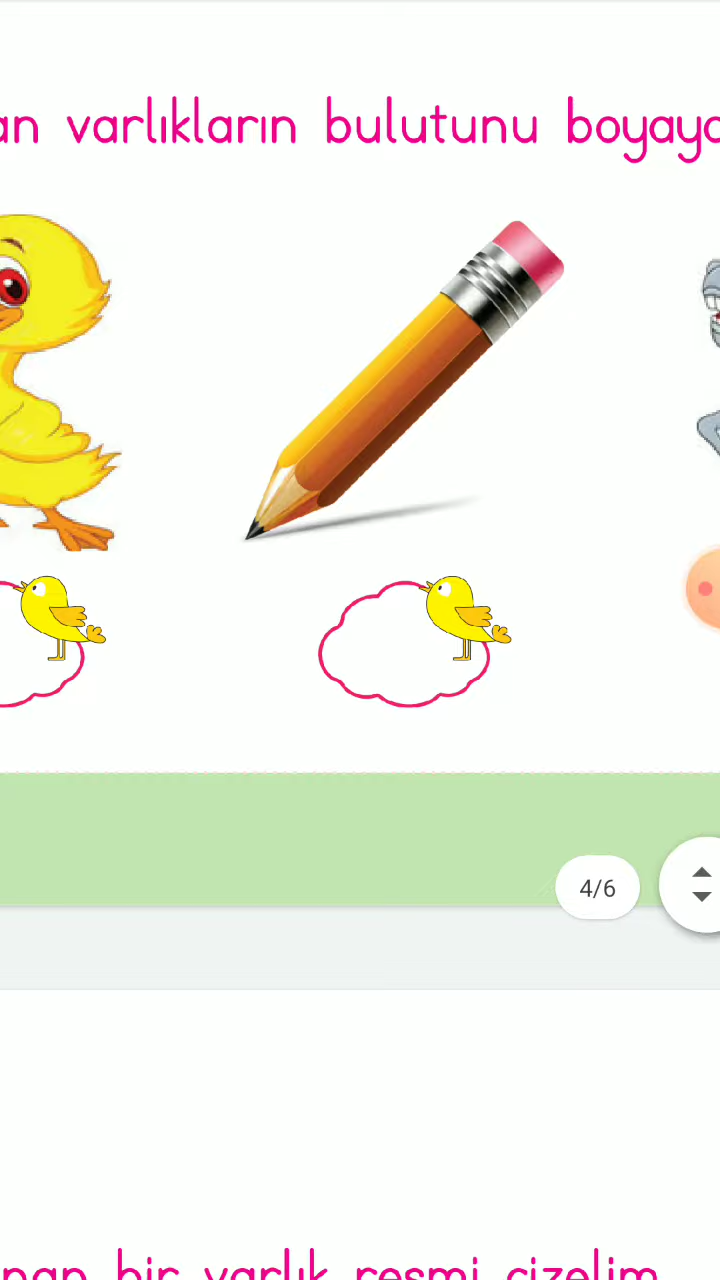 an varlıkların bulutunu boyaya
4/6
nan bir varlık resmi çizelim